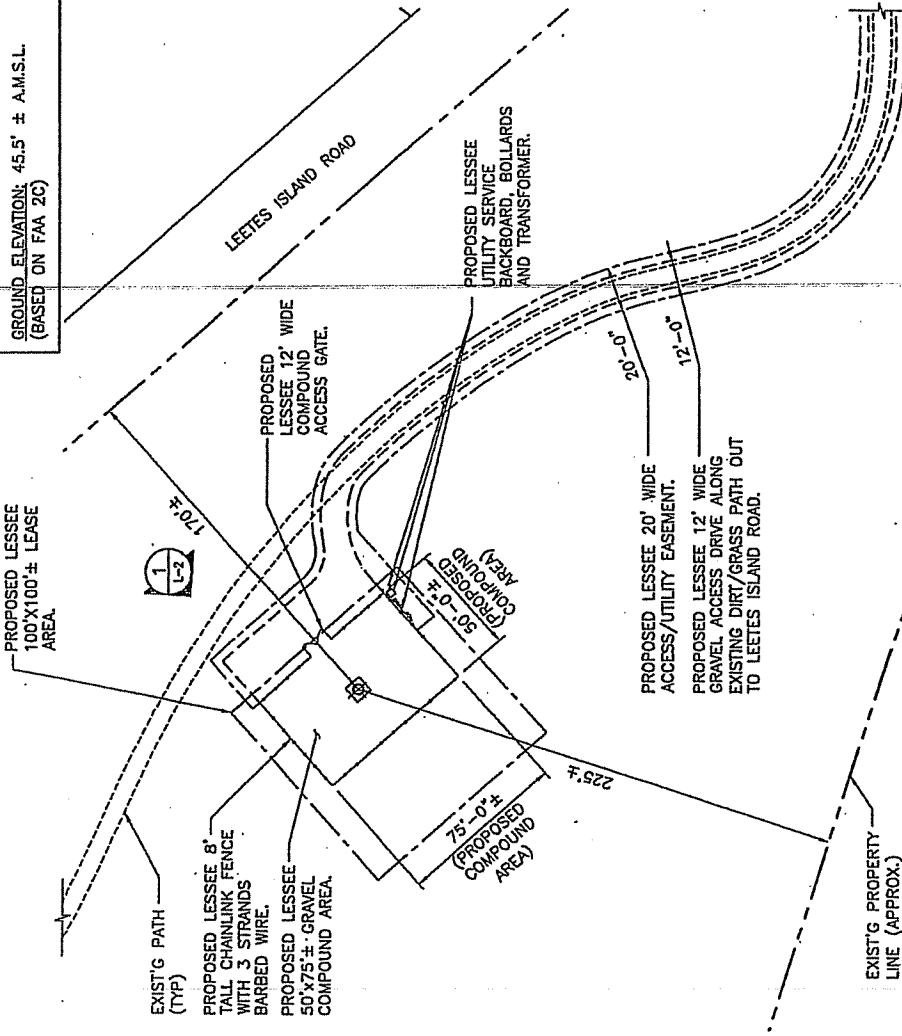 GROUND ELEVATION: 45.5' ± A.M.S.L.
(BASED ON FAA 2C)
LEETES ISLAND ROAD
PROPOSED LESSEE
100'X100'± LEASE
AREA.
1
L-2
170'±
PROPOSED
LESSEE 12' WIDE
COMPOUND
ACCESS GATE.
PROPOSED LESSEE
UTILITY SERVICE
BACKBOARD, BOLLARDS
AND TRANSFORMER.
EXIST'G PATH
(TYP)
PROPOSED LESSEE 8'
TALL CHAINLINK FENCE
WITH 3 STRANDS
BARBED WIRE.
PROPOSED LESSEE
50'x75'± GRAVEL
COMPOUND AREA.
50'-0"±
(PROPOSED
COMPOUND
AREA)
75'-0"±
(PROPOSED
COMPOUND
AREA)
225'±
20'-0"
12'-0"
PROPOSED LESSEE 20' WIDE
ACCESS/UTILITY EASEMENT.
PROPOSED LESSEE 12' WIDE
GRAVEL ACCESS DRIVE ALONG
EXISTING DIRT/GRASS PATH OUT
TO LEETES ISLAND ROAD.
EXIST'G PROPERTY
LINE (APPROX.)